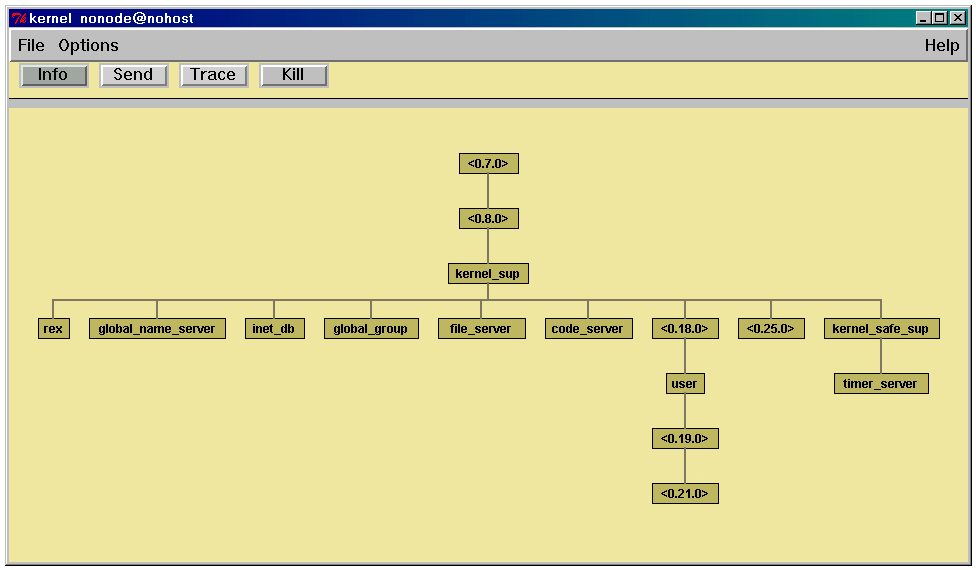 kernel nonode@nohost
File Options Help
Info Send Trace Kill
<0.7.0>
<0.8.0>
kernel_sup
rex global_name_server inet_db global_group file_server code_server <0.18.0> <0.25.0> kernel_safe_sup
user timer_server
<0.19.0>
<0.21.0>